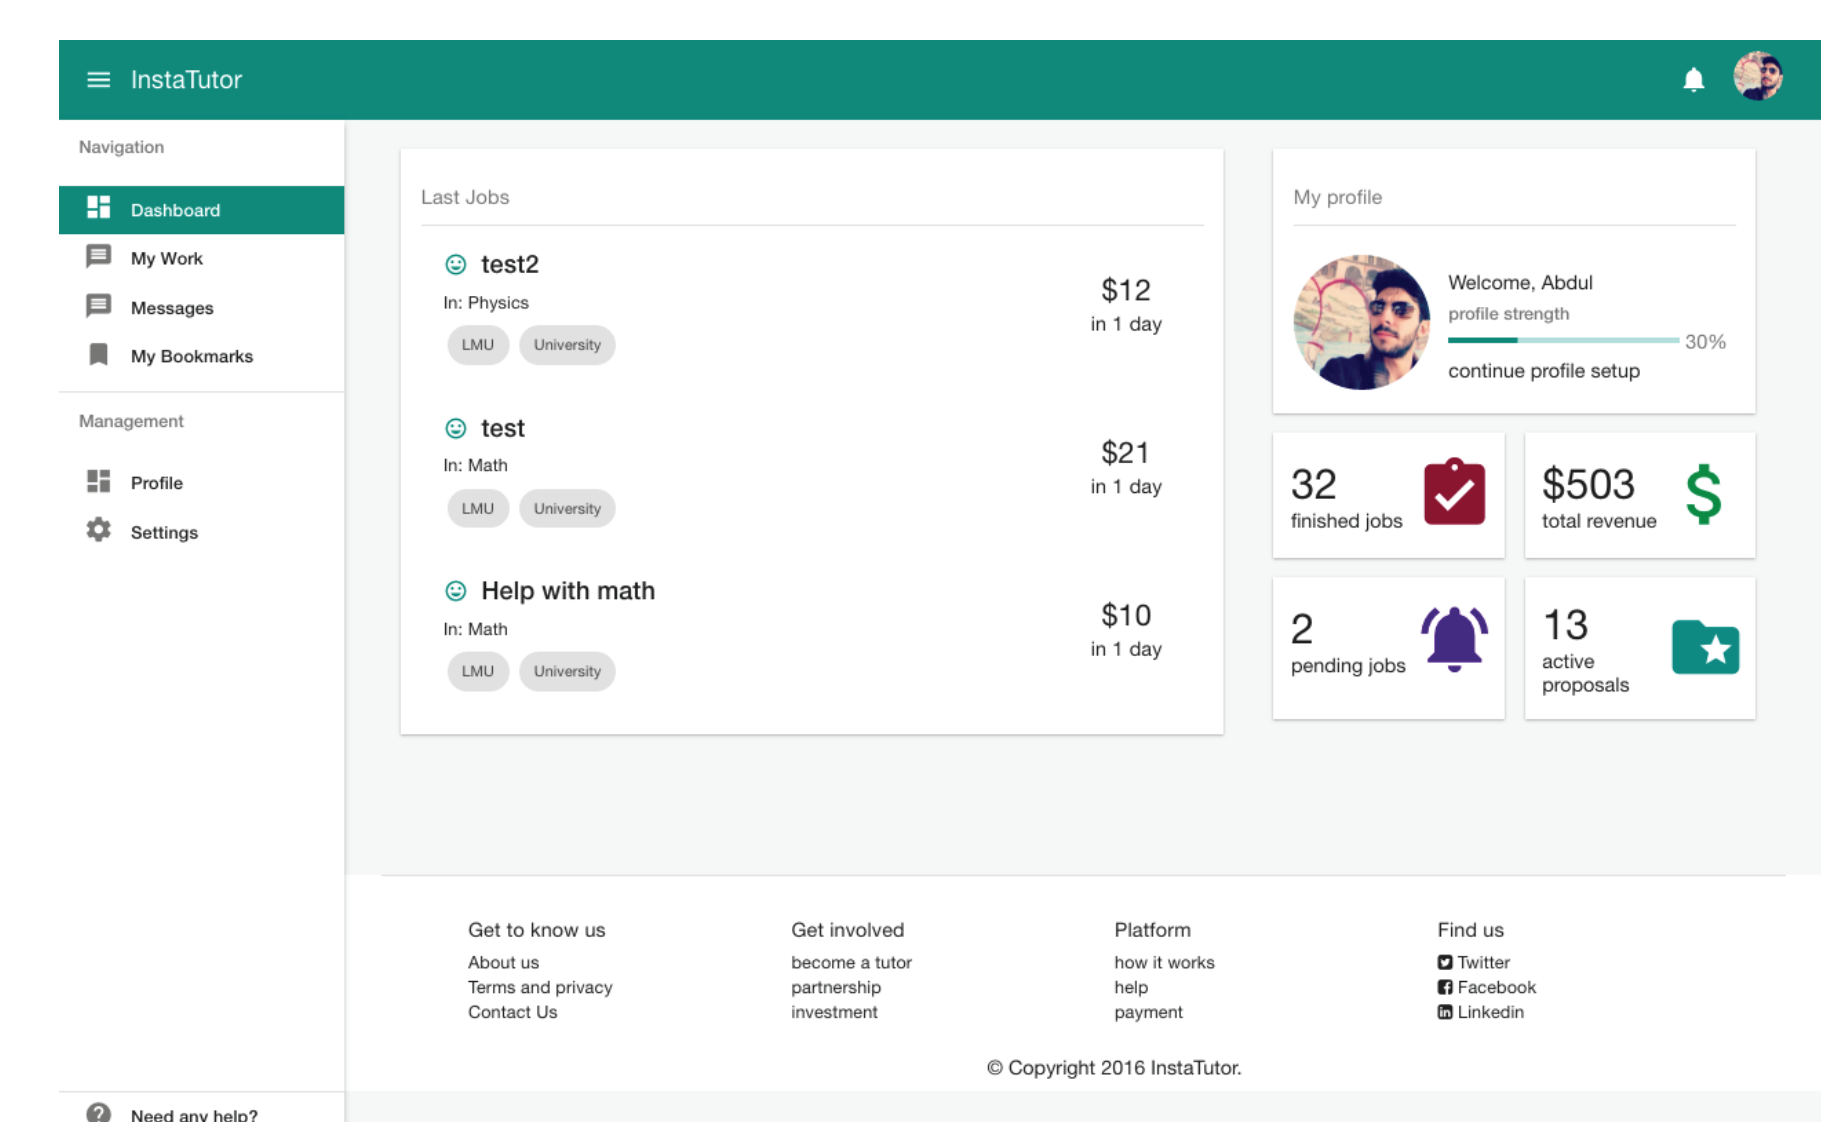 InstaTutor
Navigation
Dashboard
My Work
Messages
My Bookmarks
Management
Profile
Settings
Need any help?
Last Jobs
test2
In: Physics
LMU University
$12
in 1 day
test
In: Math
LMU University
$21
in 1 day
Help with math
In: Math
LMU University
$10
in 1 day
My profile
Welcome, Abdul
profile strength
30%
continue profile setup
32
finished jobs
$503
total revenue
$
2
pending jobs
13
active
proposals
Get to know us
About us
Terms and privacy
Contact Us
Get involved
become a tutor
partnership
investment
Platform
how it works
help
payment
Find us
Twitter
Facebook
Linkedin
© Copyright 2016 InstaTutor.